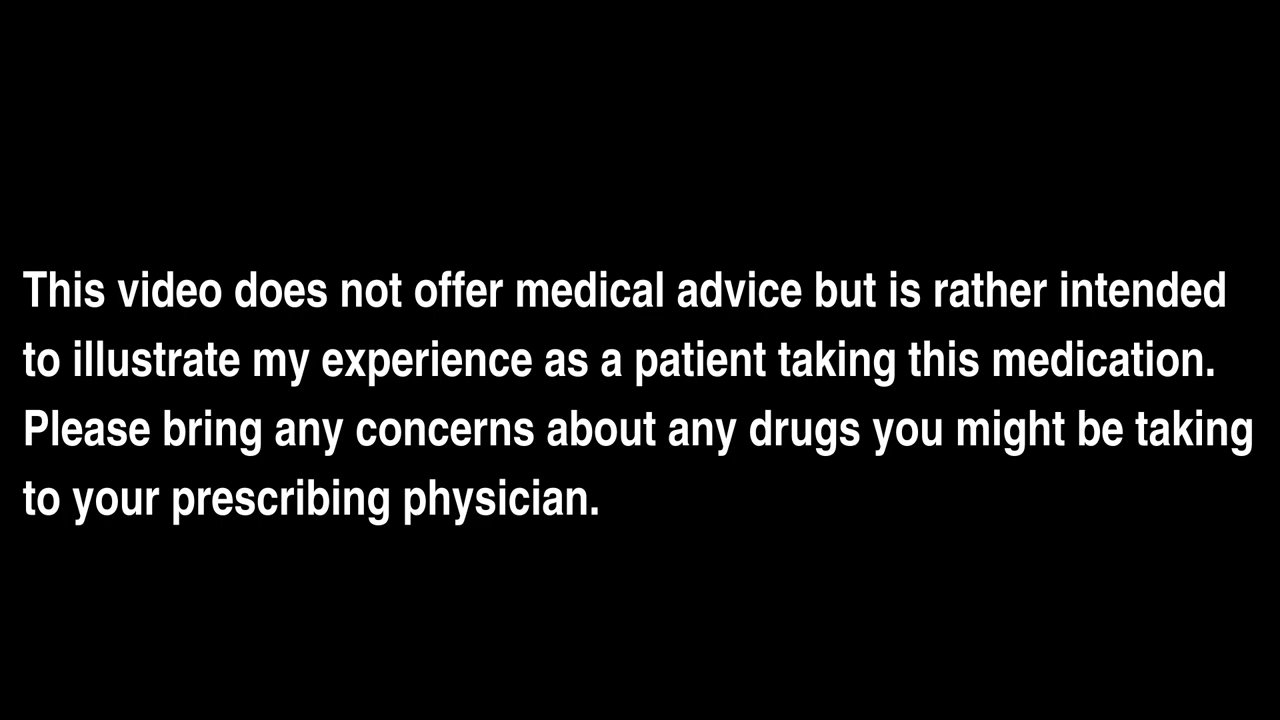 This video does not offer medical advice but is rather intended
to illustrate my experience as a patient taking this medication.
Please bring any concerns about any drugs you might be taking
to your prescribing physician.